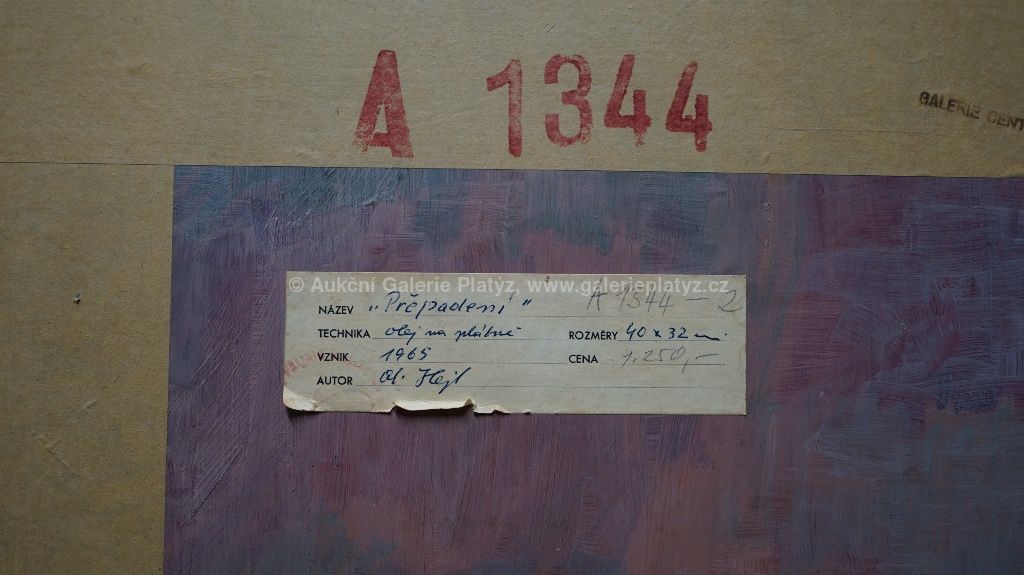 A 1344
GALERIE CENT
© Aukční Galerie Platýz, www.galerieplatyz.cz
NÁZEV „Přepadení" A 1344 - 2
TECHNIKA olej na plátně ROZMĚRY 40 x 32 cm.
VZNIK 1965 CENA 1.250,-
AUTOR Ol. Hejl